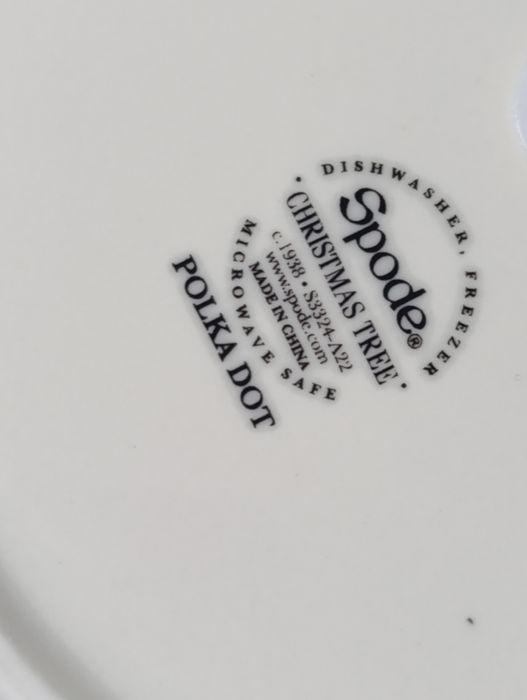 DISHWASHER, FREEZER
Spode®
• CHRISTMAS TREE •
c.1938 • S3324-A22
www.spode.com
MADE IN CHINA
MICROWAVE SAFE
POLKA DOT